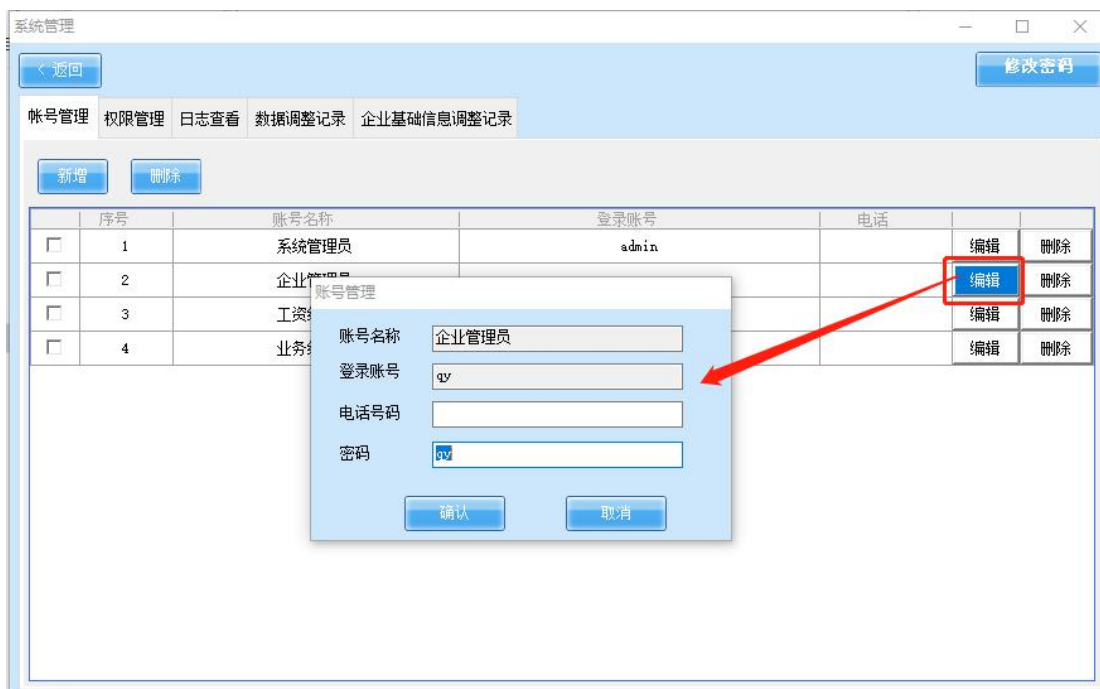 系统管理
< 返回
修改密码
帐号管理 权限管理 日志查看 数据调整记录 企业基础信息调整记录
新增 删除
序号 账号名称 登录账号 电话
1 系统管理员 admin 编辑 删除
2 企业管理员 编辑 删除
账号管理
3 工资 编辑 删除
账号名称 企业管理员
4 业务 编辑 删除
登录账号 qy
电话号码
密码 qy
确认 取消